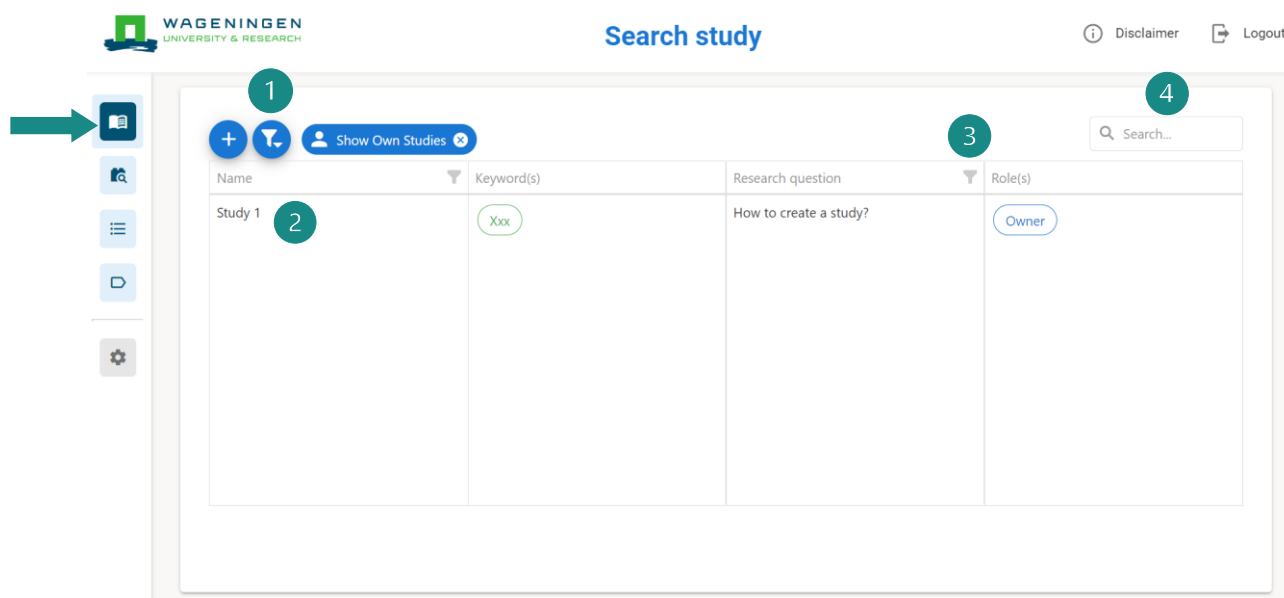 WAGENINGEN
UNIVERSITY & RESEARCH
Search study
Disclaimer
Logout
1
4
Show Own Studies
3
Search...
Name
Keyword(s)
Research question
Role(s)
Study 1
2
Xxx
How to create a study?
Owner